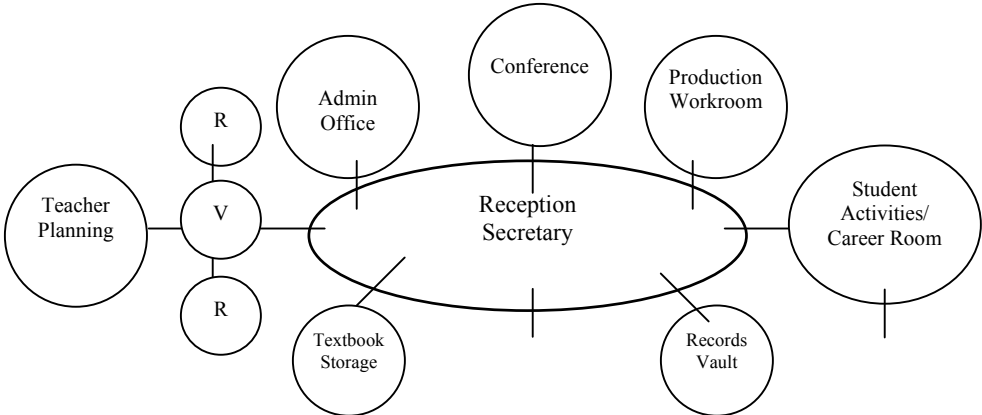 Conference
Production
Workroom
Admin
Office
R
Teacher
Planning
V
Reception
Secretary
Student
Activities/
Career Room
R
Textbook
Storage
Records
Vault